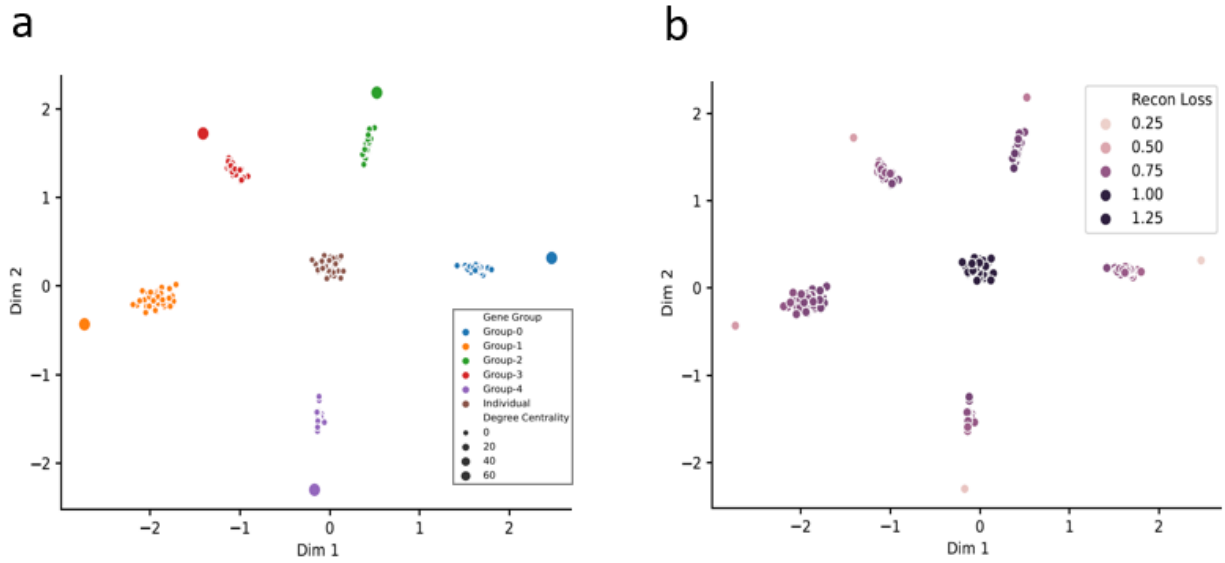 a
2
1
0
−1
−2
Dim 2
−2
−1
0
1
2
Dim 1
Gene Group
Group-0
Group-1
Group-2
Group-3
Group-4
Individual
Degree Centrality
0
20
40
60
b
2
1
0
−1
−2
Dim 2
−2
−1
0
1
2
Dim 1
Recon Loss
0.25
0.50
0.75
1.00
1.25